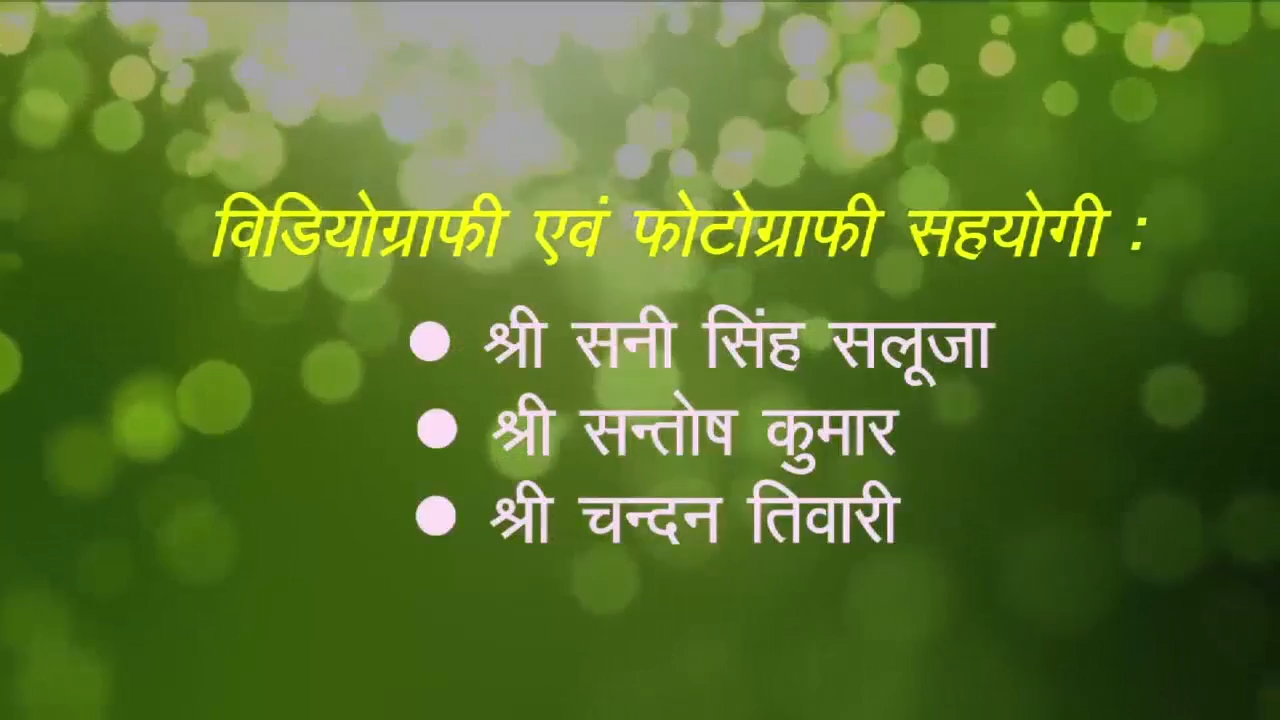 विडियोग्राफी एवं फोटोग्राफी सहयोगी :
● श्री सनी सिंह सलूजा
● श्री सन्तोष कुमार
● श्री चन्दन तिवारी